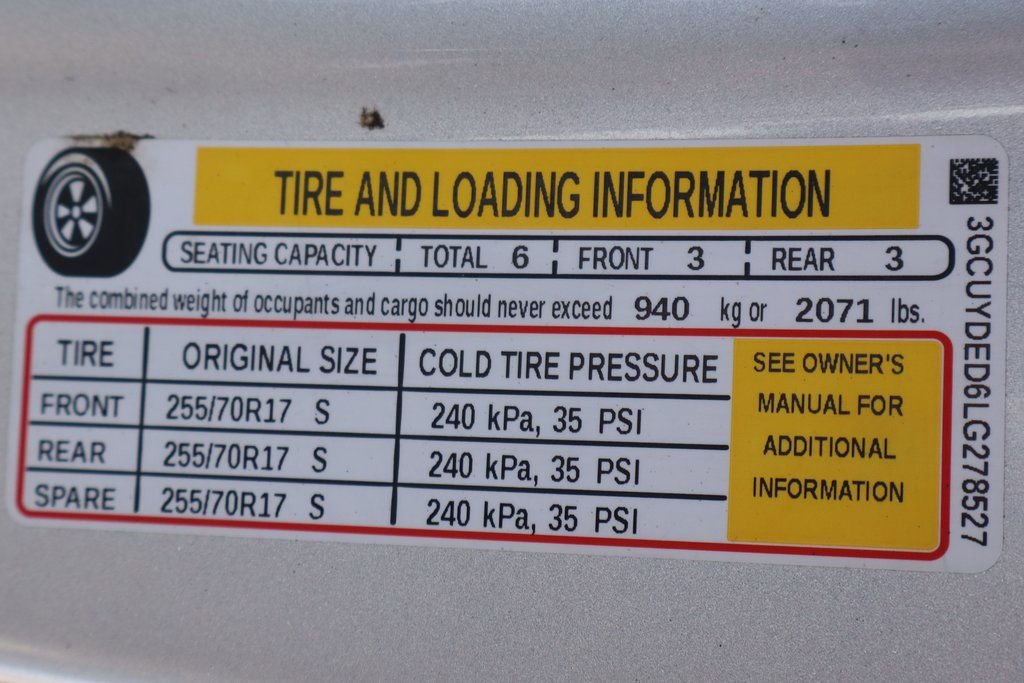 TIRE AND LOADING INFORMATION
SEATING CAPACITY TOTAL 6 FRONT 3 REAR 3
The combined weight of occupants and cargo should never exceed 940 kg or 2071 lbs.
TIRE ORIGINAL SIZE COLD TIRE PRESSURE
FRONT 255/70R17 S 240 kPa, 35 PSI
REAR 255/70R17 S 240 kPa, 35 PSI
SPARE 255/70R17 S 240 kPa, 35 PSI
SEE OWNER'S
MANUAL FOR
ADDITIONAL
INFORMATION
3GCUYDED6LG278527